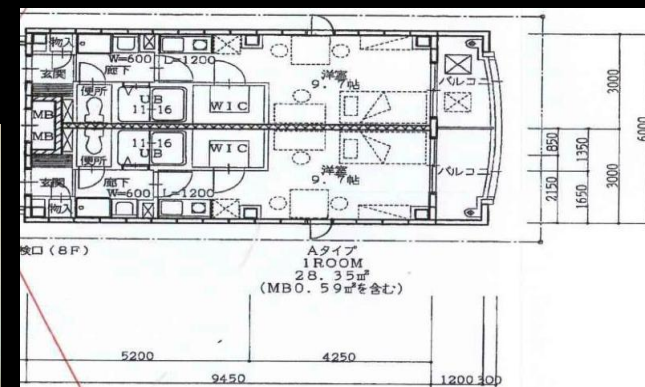 物入
玄関
廊下
W=600
L=1200
便所
UB
11-16
WIC
洋室
9.7帖
バルコニ
MB
MB
11-16
UB
便所
WIC
洋室
9.7帖
バルコニ
玄関
廊下
W=600
L=1200
物入
3000
6000
850
1350
2150
1650
3000
検口(8F)
Aタイプ
1ROOM
28.35㎡
(MB0.59㎡を含む)
5200
4250
9450
1200
300